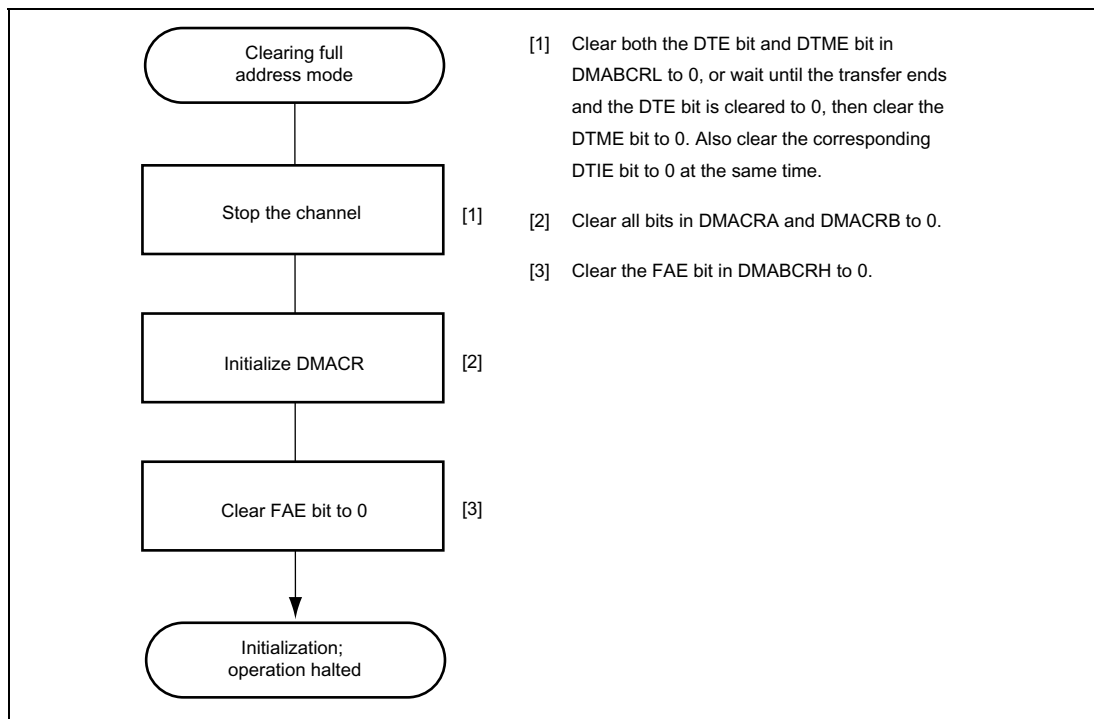 Clearing full
address mode
Stop the channel
[1]
Initialize DMACR
[2]
Clear FAE bit to 0
[3]
Initialization;
operation halted
[1] Clear both the DTE bit and DTME bit in
DMABCRL to 0, or wait until the transfer ends
and the DTE bit is cleared to 0, then clear the
DTME bit to 0. Also clear the corresponding
DTIE bit to 0 at the same time.
[2] Clear all bits in DMACRA and DMACRB to 0.
[3] Clear the FAE bit in DMABCRH to 0.